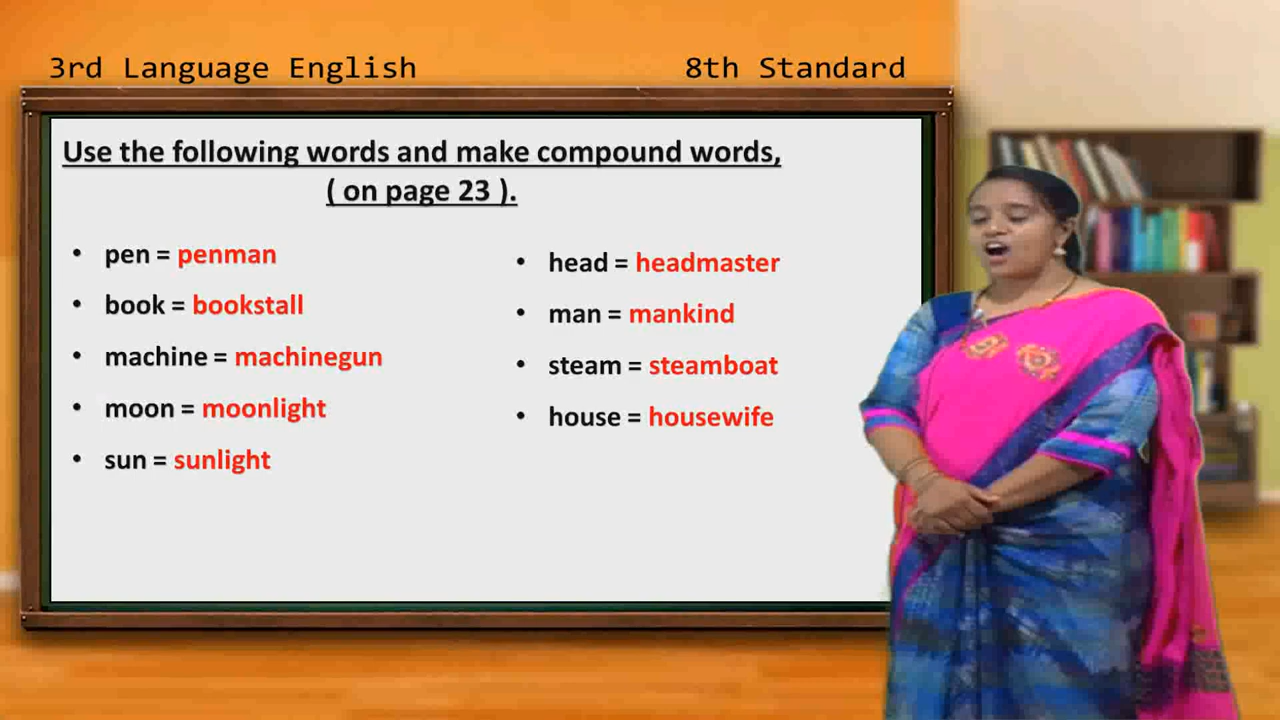 3rd Language English
8th Standard
Use the following words and make compound words,
( on page 23 ).
• pen = penman
• book = bookstall
• machine = machinegun
• moon = moonlight
• sun = sunlight
• head = headmaster
• man = mankind
• steam = steamboat
• house = housewife